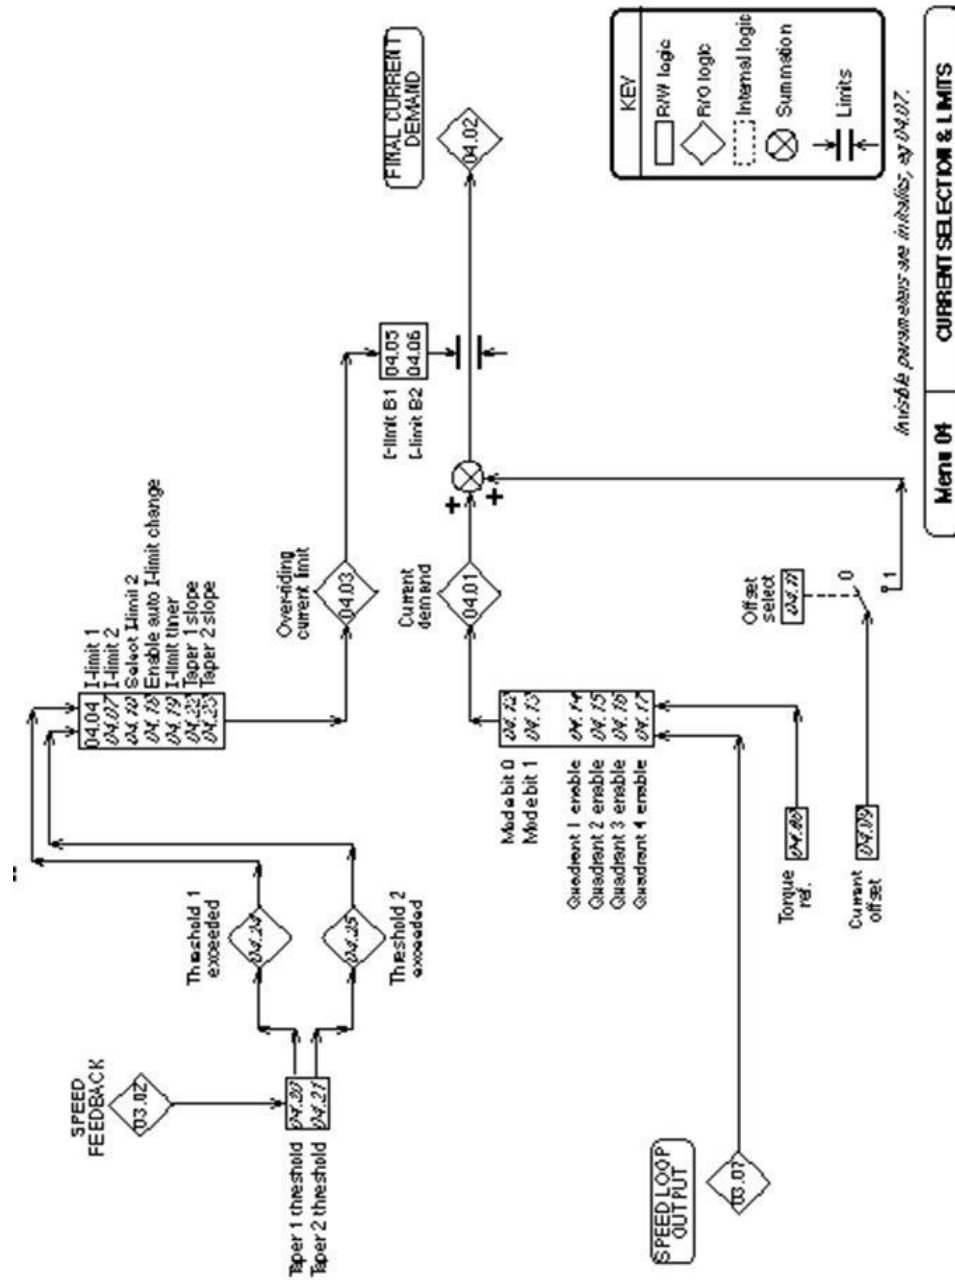 SPEED
FEEDBACK
03.02
Taper 1 threshold
Taper 2 threshold
04.20
04.21
Threshold 1
exceeded
04.24
04.25
Threshold 2
exceeded
04.04 I-limit 1
04.07 I-limit 2
04.10 Select I-limit 2
04.18 Enable auto I-limit change
04.19 I-limit timer
04.22 Taper 1 slope
04.23 Taper 2 slope
Over-riding
current limit
04.03
I-limit B1 04.05
I-limit B2 04.06
FINAL CURRENT
DEMAND
04.02
Current
demand
04.01
+
+
Mode bit 0 04.12
Mode bit 1 04.13
Quadrant 1 enable 04.14
Quadrant 2 enable 04.15
Quadrant 3 enable 04.16
Quadrant 4 enable 04.17
SPEED LOOP
OUTPUT
03.07
Torque
ref.
04.08
Current
offset
04.09
Offset
select
04.11
0
1
KEY
R/W logic
R/O logic
Internal logic
Summation
Limits
Invisible parameters are in italics, eg 04.07.
Menu 04 CURRENT SELECTION & LIMITS